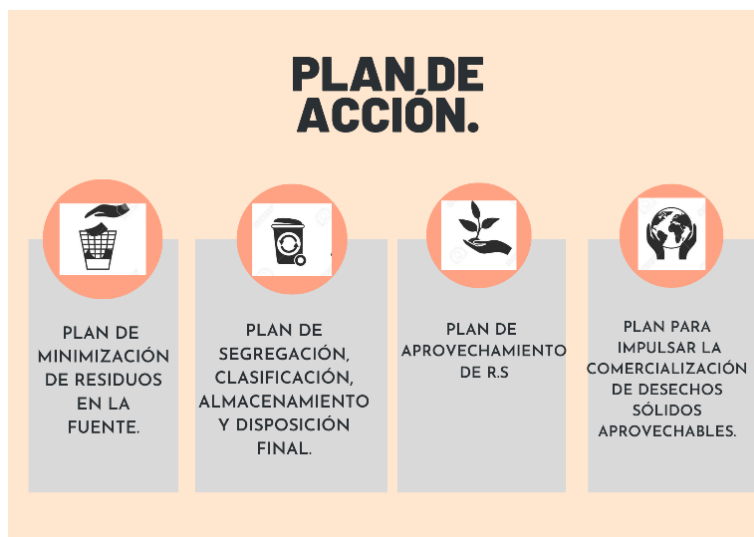 PLAN DE
ACCIÓN.
PLAN DE
MINIMIZACIÓN
DE RESIDUOS
EN LA
FUENTE.
PLAN DE
SEGREGACIÓN,
CLASIFICACIÓN,
ALMACENAMIENTO
Y DISPOSICIÓN
FINAL.
PLAN DE
APROVECHAMIENTO
DE R.S
PLAN PARA
IMPULSAR LA
COMERCIALIZACIÓN
DE DESECHOS
SÓLIDOS
APROVECHABLES.